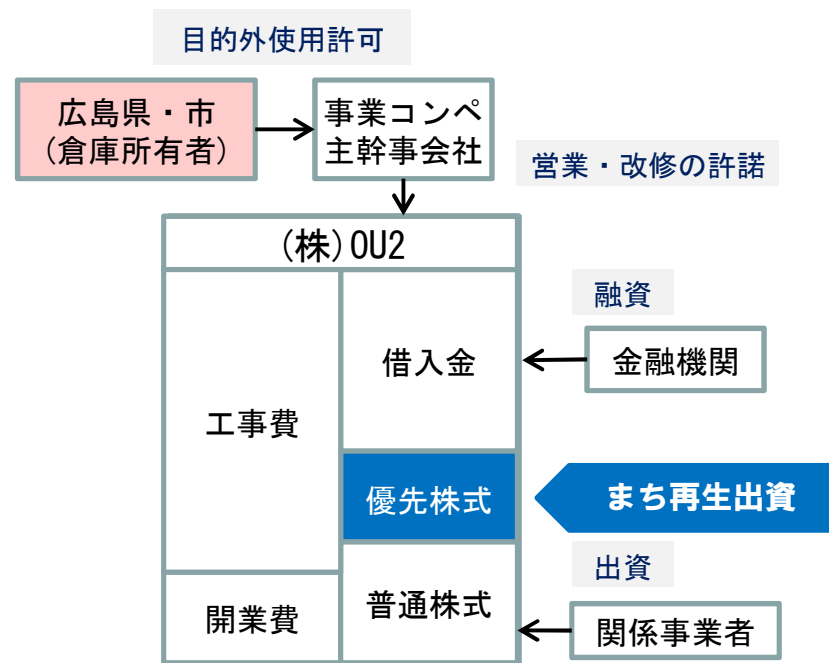 目的外使用許可
広島県・市
(倉庫所有者)
事業コンペ
主幹事会社
営業・改修の許諾
(株)OU2
融資
借入金
金融機関
工事費
優先株式
まち再生出資
出資
普通株式
開業費
関係事業者